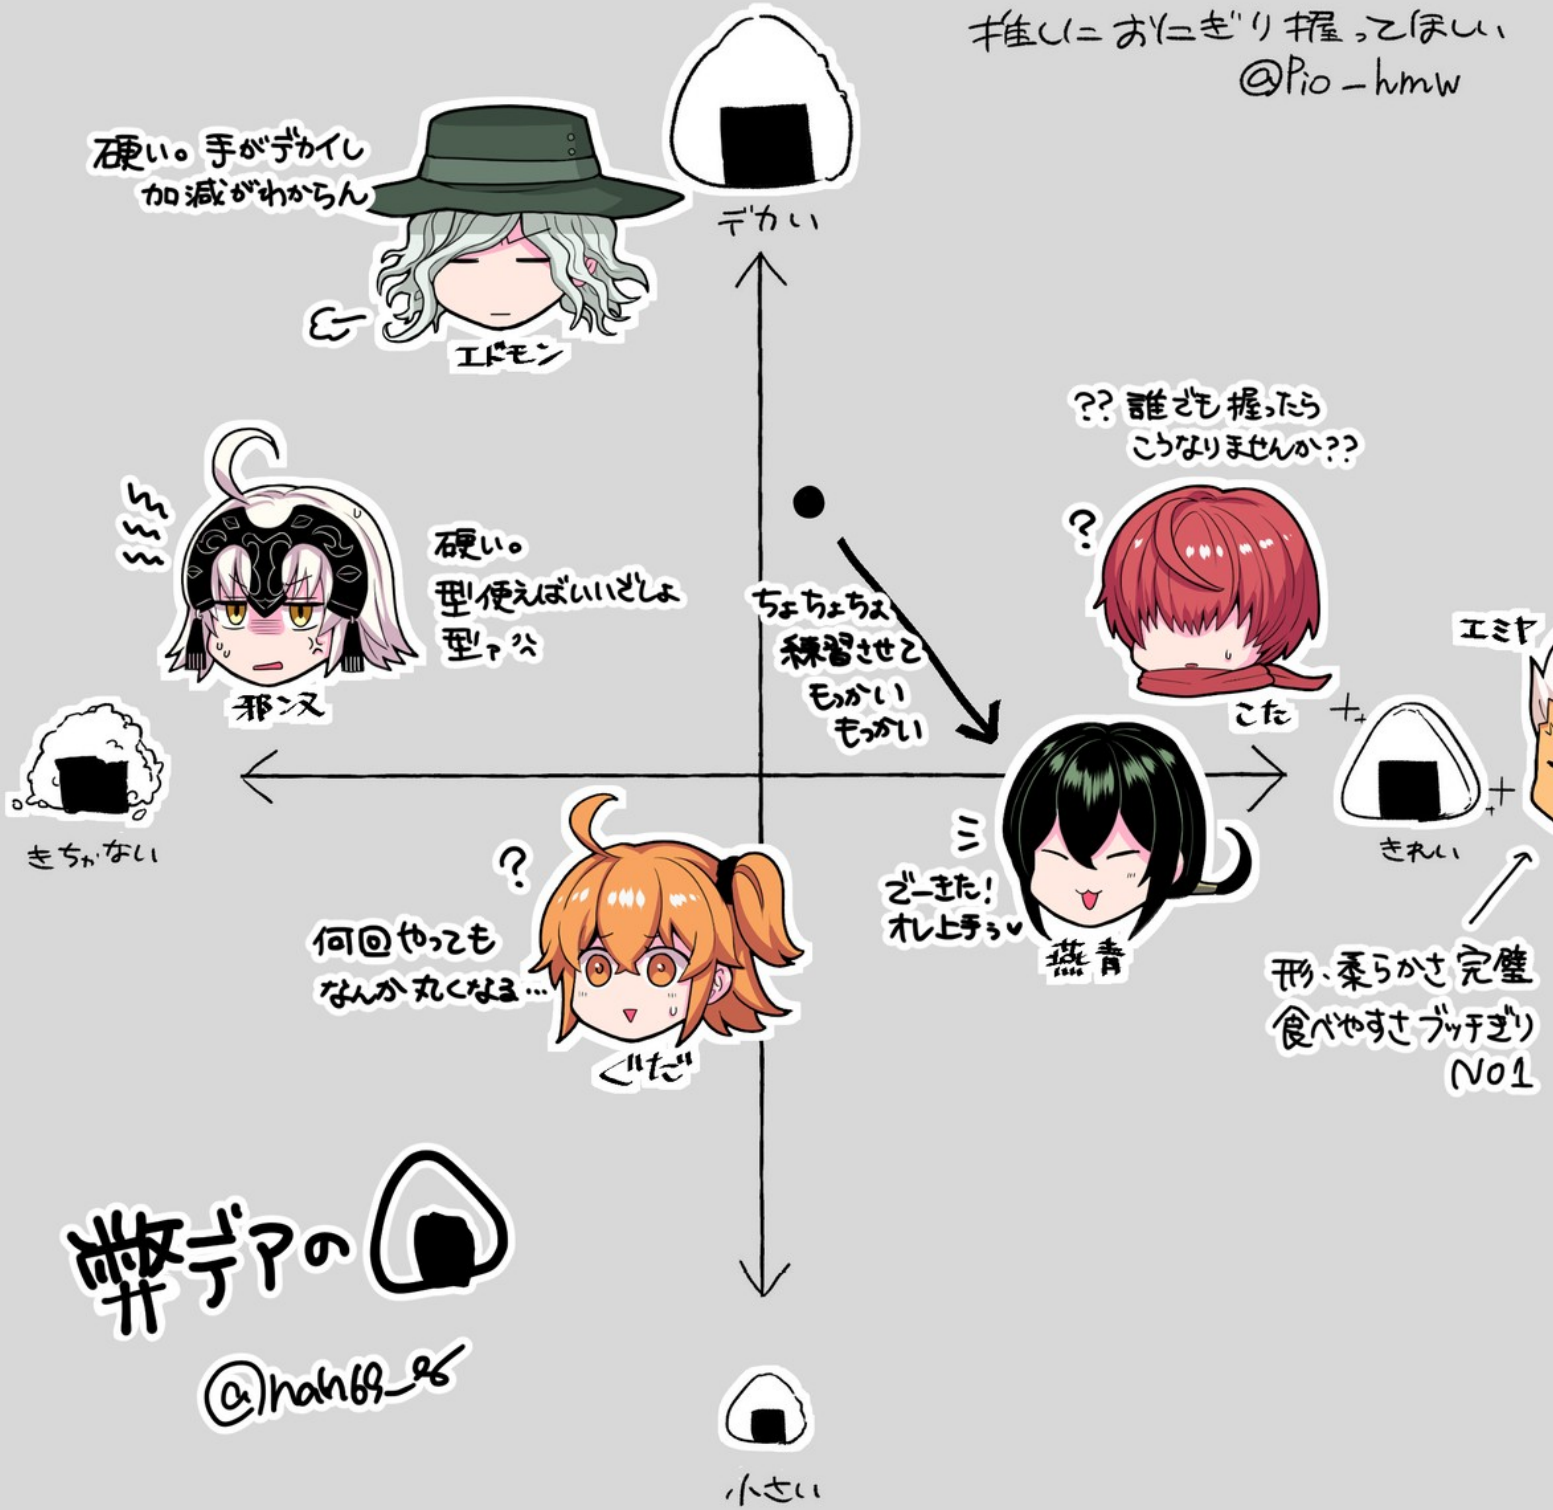 推しにおにぎり握ってほしい
@Pio_hmw
硬い。手がデカイし
加減がわからん
エドモン
デカい
?? 誰でも握ったら
こうなりませんか??
?
こた
硬い。
型使えばいいでしょ
型?
邪ンヌ
ちょちょちょ
練習させて
もっかい
もっかい
エミヤ
きちゃない
きれい
でーきた!
オレ上手ぅ♥
燕青
?
何回やっても
なんか丸くなる…
ぐだ
形、柔らかさ完璧
食べやすさブッチぎり
NO1
弊デアの
小さい